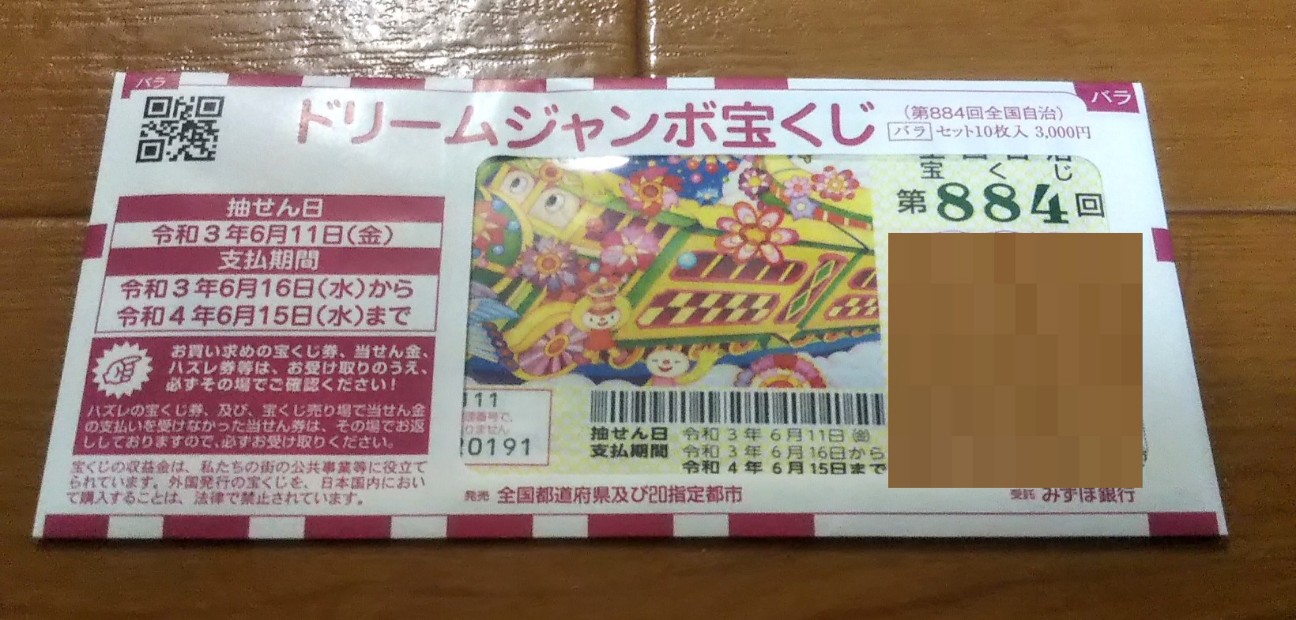 バラ
バラ
ドリームジャンボ宝くじ
(第884回全国自治)
バラ セット10枚入 3,000円
宝くじ
第884回
抽せん日
令和3年6月11日(金)
支払期間
令和3年6月16日(水)から
令和4年6月15日(水)まで
お買い求めの宝くじ券、当せん金、
ハズレ券等は、お受け取りのうえ、
必ずその場でご確認ください!
ハズレの宝くじ券、及び、宝くじ売り場で当せん金
の支払いを受けなかった当せん券は、その場でお返
ししておりますので、必ずお受け取りください。
宝くじの収益金は、私たちの街の公共事業等に役立て
られています。外国発行の宝くじを、日本国内におい
て購入することは、法律で禁止されています。
111
番号で、
りません
0191
抽せん日 令和3年6月11日㈮
支払期間 令和3年6月16日から
令和4年6月15日まで
発売 全国都道府県及び20指定都市
受託 みずほ銀行